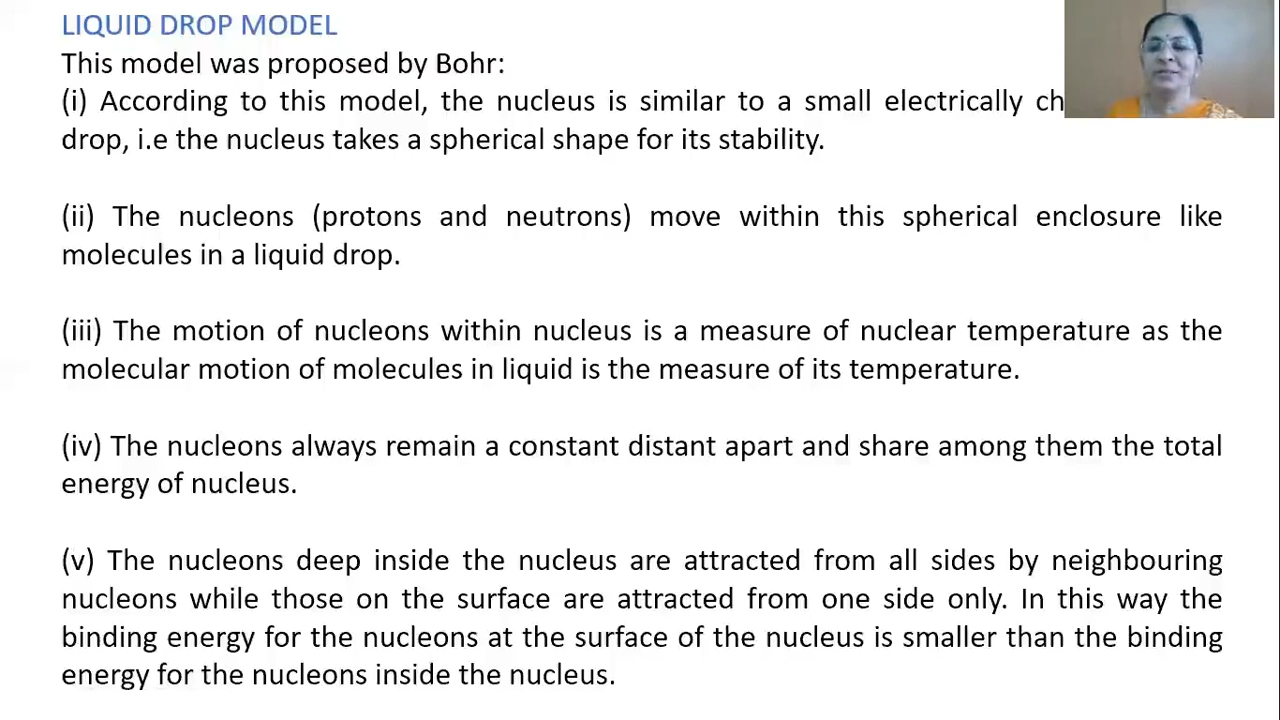 LIQUID DROP MODEL
This model was proposed by Bohr:
(i) According to this model, the nucleus is similar to a small electrically
drop, i.e the nucleus takes a spherical shape for its stability.
(ii) The nucleons (protons and neutrons) move within this spherical enclosure like
molecules in a liquid drop.
(iii) The motion of nucleons within nucleus is a measure of nuclear temperature as the
molecular motion of molecules in liquid is the measure of its temperature.
(iv) The nucleons always remain a constant distant apart and share among them the total
energy of nucleus.
(v) The nucleons deep inside the nucleus are attracted from all sides by neighbouring
nucleons while those on the surface are attracted from one side only. In this way the
binding energy for the nucleons at the surface of the nucleus is smaller than the binding
energy for the nucleons inside the nucleus.